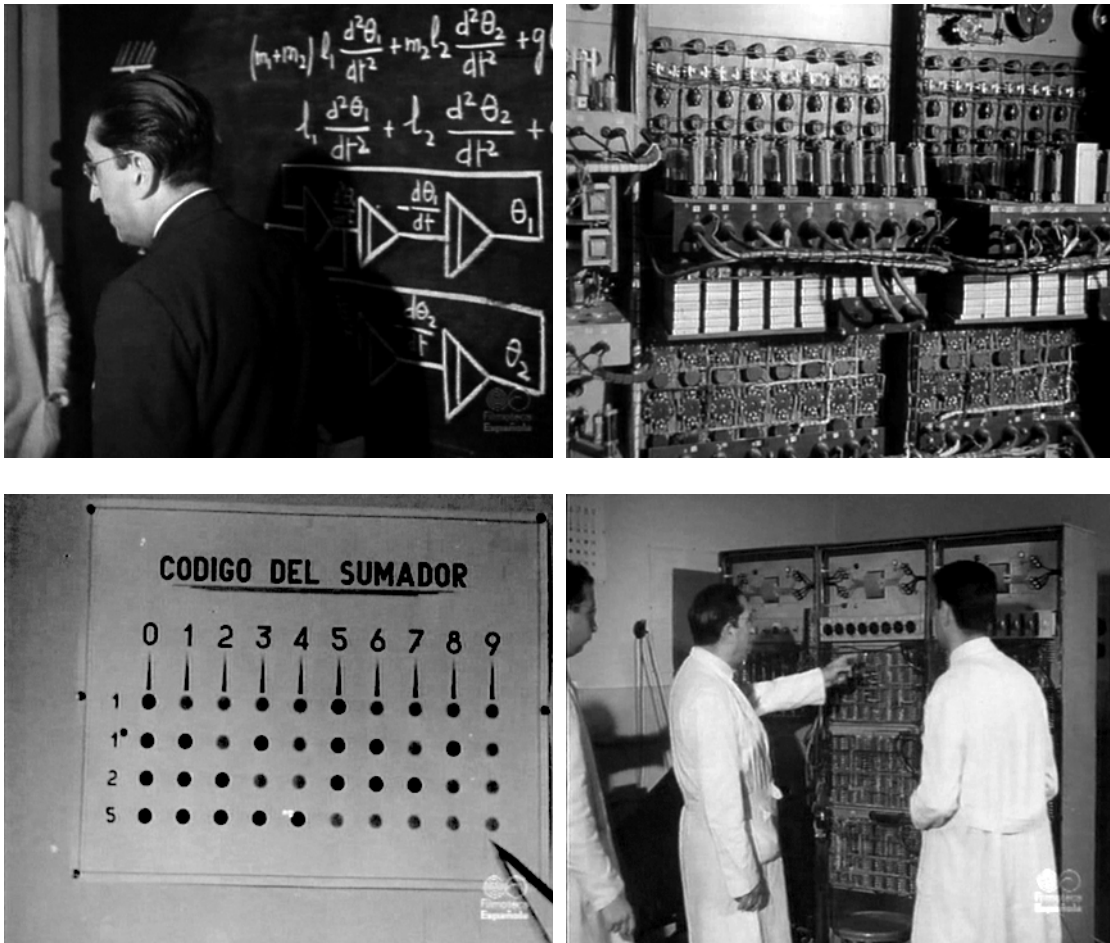 (m₁+m₂) l₁ d²θ₁/dt² + m₂ l₂ d²θ₂/dt² + g
l₁ d²θ₁/dt² + l₂ d²θ₂/dt² +
-dθ₁/dt
θ₁
dθ₂
θ₂
Filmoteca
Española
CODIGO DEL SUMADOR
0 1 2 3 4 5 6 7 8 9
1
1•
2
5
Filmoteca
Española
Filmoteca
Española